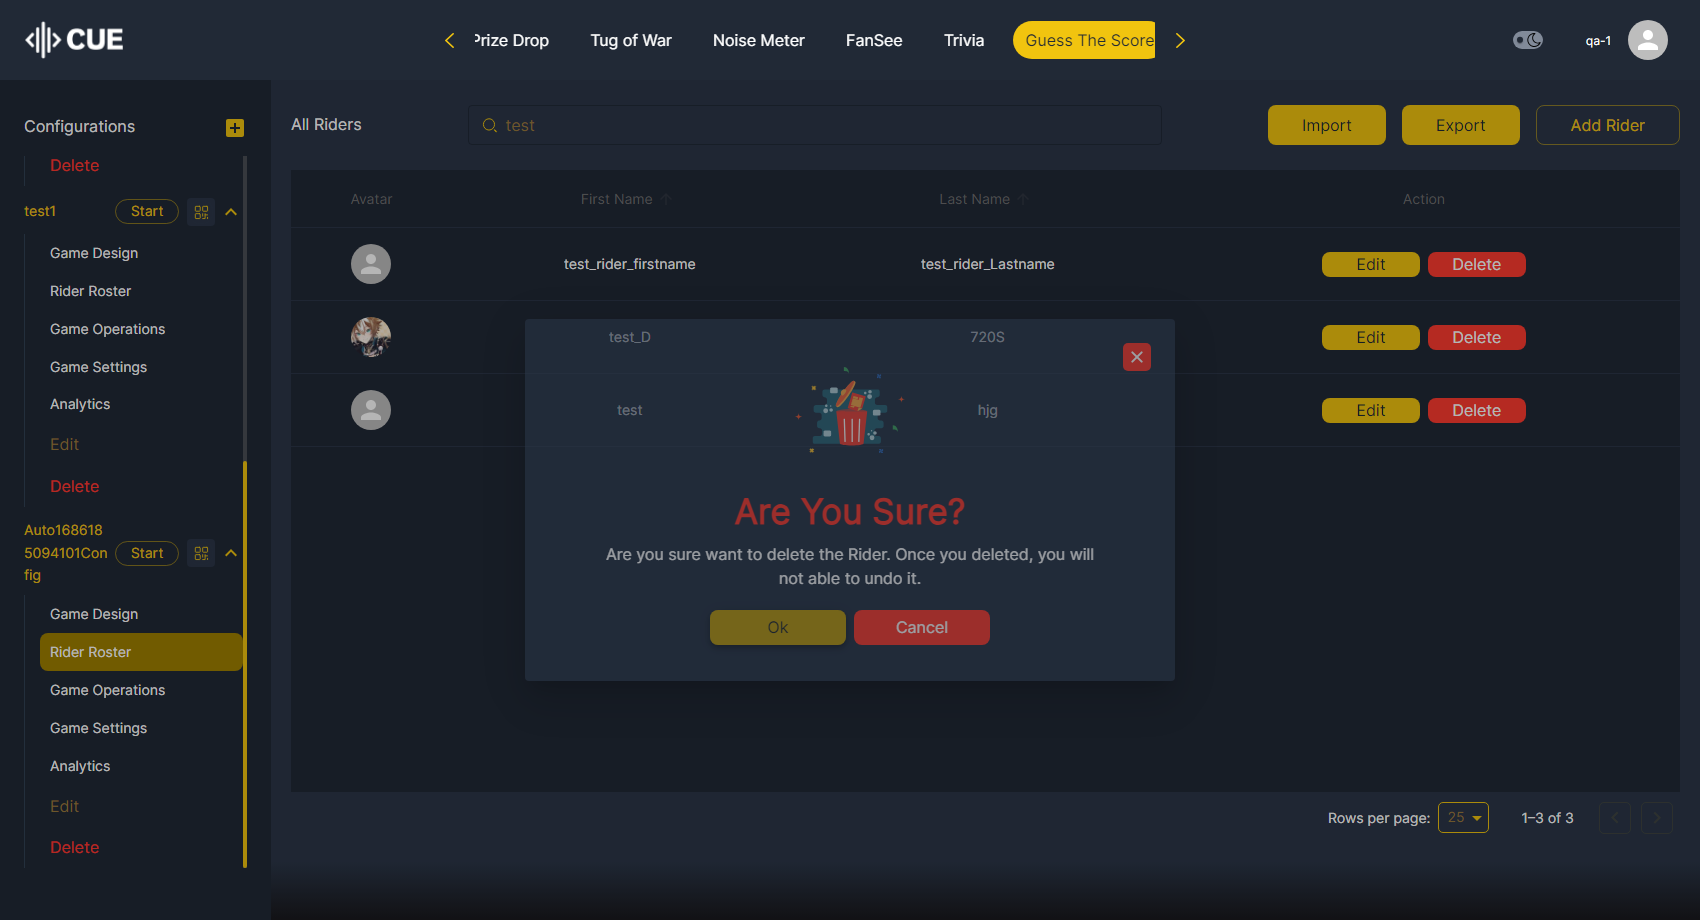 CUE
Prize Drop
Tug of War
Noise Meter
FanSee
Trivia
Guess The Score
qa-1
Configurations
Delete
test1
Start
Game Design
Rider Roster
Game Operations
Game Settings
Analytics
Edit
Delete
Auto168618
5094101Con
fig
Start
Game Design
Rider Roster
Game Operations
Game Settings
Analytics
Edit
Delete
All Riders
test
Import
Export
Add Rider
Avatar
First Name
Last Name
Action
test_rider_firstname
test_rider_Lastname
Edit
Delete
test_D
720S
Edit
Delete
test
hjg
Edit
Delete
Are You Sure?
Are you sure want to delete the Rider. Once you deleted, you will
not able to undo it.
Ok
Cancel
Rows per page:
25
1–3 of 3